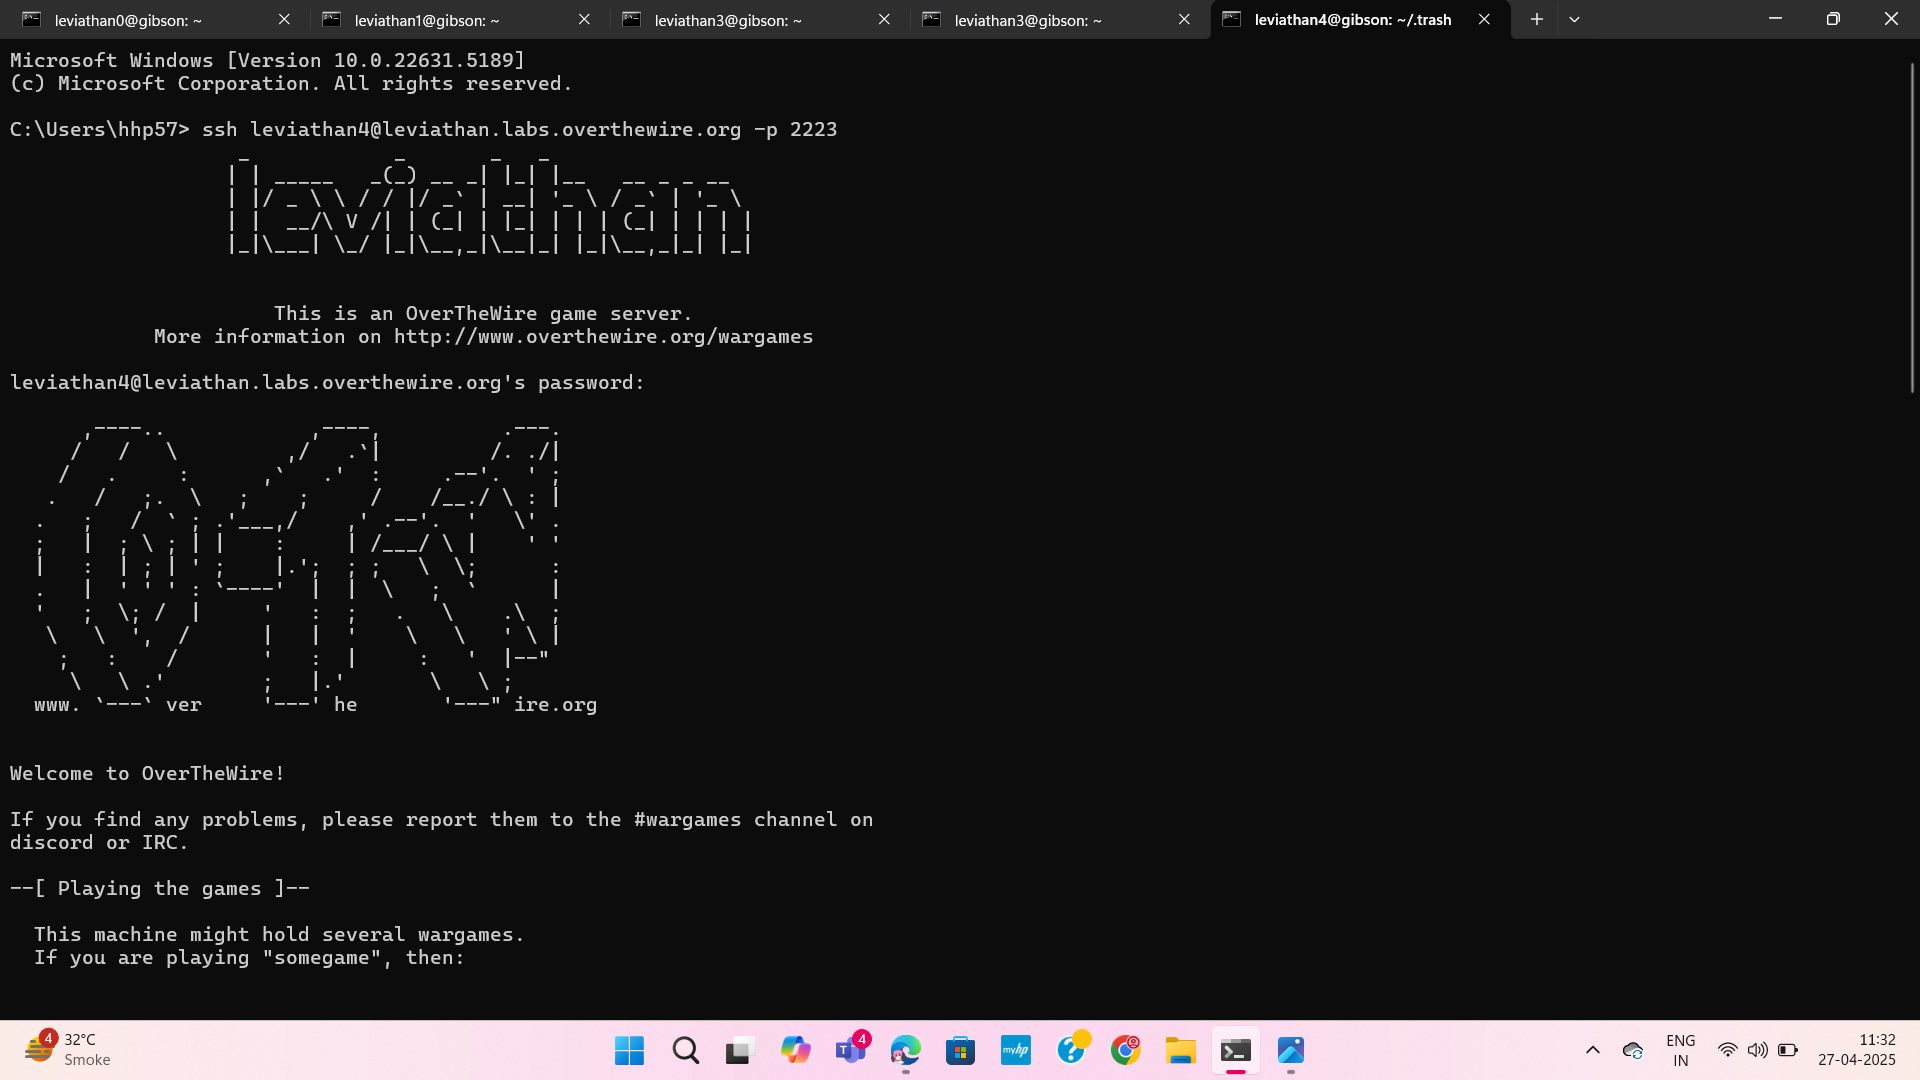 leviathan0@gibson: ~
leviathan1@gibson: ~
leviathan3@gibson: ~
leviathan3@gibson: ~
leviathan4@gibson: ~/.trash
Microsoft Windows [Version 10.0.22631.5189]
(c) Microsoft Corporation. All rights reserved.
C:\Users\hhp57> ssh leviathan4@leviathan.labs.overthewire.org -p 2223
leviathan
This is an OverTheWire game server.
More information on http://www.overthewire.org/wargames
leviathan4@leviathan.labs.overthewire.org's password:
www. `---` ver '---' he '---" ire.org
Welcome to OverTheWire!
If you find any problems, please report them to the #wargames channel on
discord or IRC.
--[ Playing the games ]--
This machine might hold several wargames.
If you are playing "somegame", then:
4
32°C
Smoke
4
myhp
ENG
IN
11:32
27-04-2025